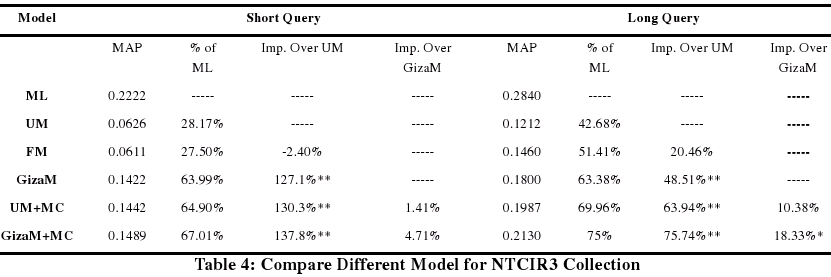 Model Short Query Long Query
MAP % of ML Imp. Over UM Imp. Over GizaM MAP % of ML Imp. Over UM Imp. Over GizaM
ML 0.2222 ----- ----- ----- 0.2840 ----- ----- -----
UM 0.0626 28.17% ----- ----- 0.1212 42.68% ----- -----
FM 0.0611 27.50% -2.40% ----- 0.1460 51.41% 20.46% -----
GizaM 0.1422 63.99% 127.1%** ----- 0.1800 63.38% 48.51%** -----
UM+MC 0.1442 64.90% 130.3%** 1.41% 0.1987 69.96% 63.94%** 10.38%
GizaM+MC 0.1489 67.01% 137.8%** 4.71% 0.2130 75% 75.74%** 18.33%*
Table 4: Compare Different Model for NTCIR3 Collection